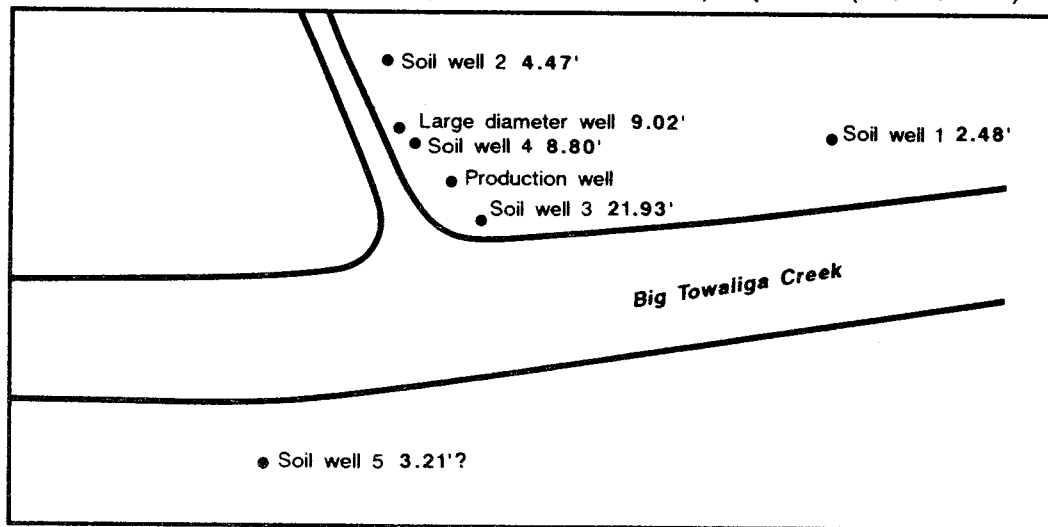 Soil well 2 4.47'
Large diameter well 9.02'
Soil well 4 8.80'
Soil well 1 2.48'
Production well
Soil well 3 21.93'
Big Towaliga Creek
Soil well 5 3.21'?